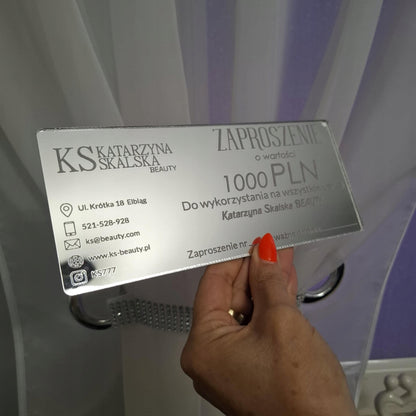 KS KATARZYNA
SKALSKA
BEAUTY
Ul. Krótka 18 Elbląg
521-528-928
ks@beauty.com
www.ks-beauty.pl
KS777
ZAPROSZENIE
o wartości
1000 PLN
Do wykorzystania na
Katarzyna Skalska BEAUTY
Zaproszenie nr.